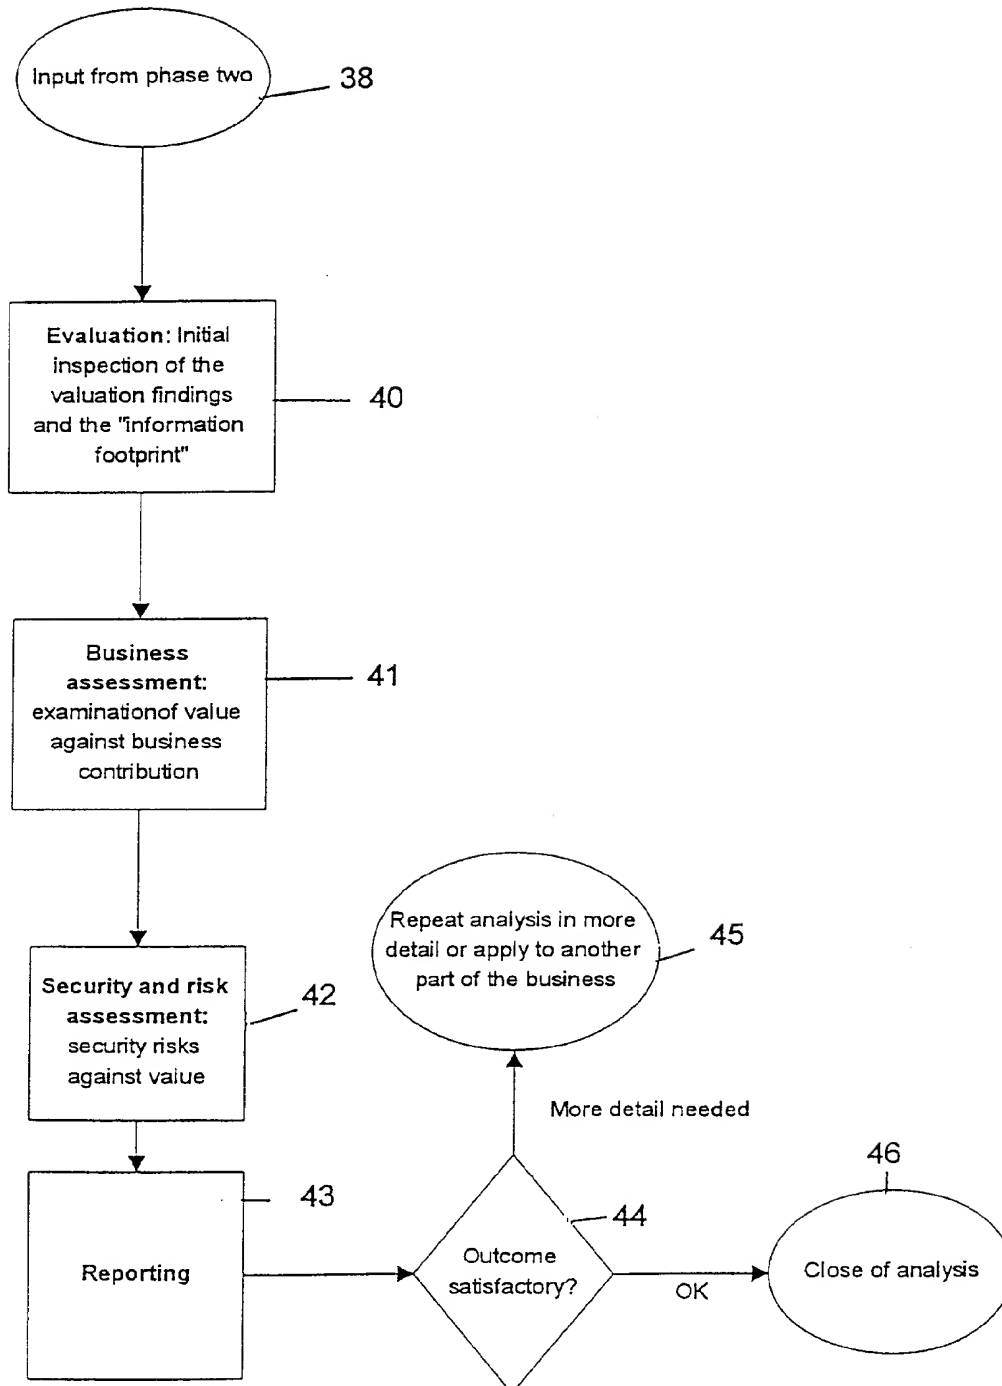 Input from phase two
38
Evaluation: Initial
inspection of the
valuation findings
and the "information
footprint"
40
Business
assessment:
examinationof value
against business
contribution
41
Security and risk
assessment:
security risks
against value
42
Repeat analysis in more
detail or apply to another
part of the business
45
More detail needed
Reporting
43
Outcome
satisfactory?
44
OK
Close of analysis
46